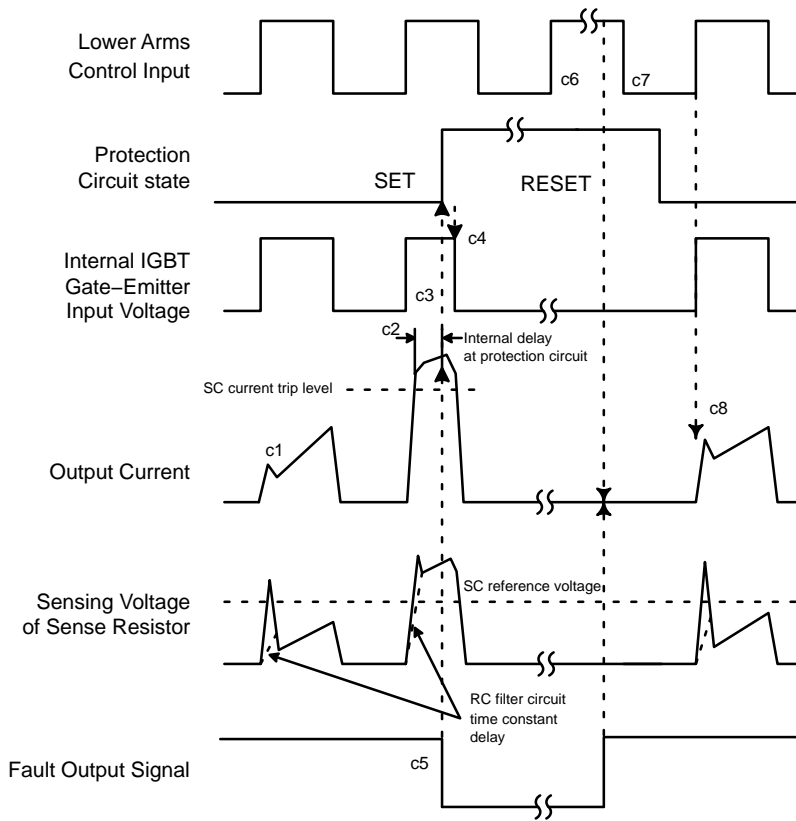 Lower Arms
Control Input
c6
c7
Protection
Circuit state
SET
RESET
c4
Internal IGBT
Gate−Emitter
Input Voltage
c3
c2
Internal delay
at protection circuit
SC current trip level
c1
c8
Output Current
SC reference voltage
Sensing Voltage
of Sense Resistor
RC filter circuit
time constant
delay
Fault Output Signal
c5